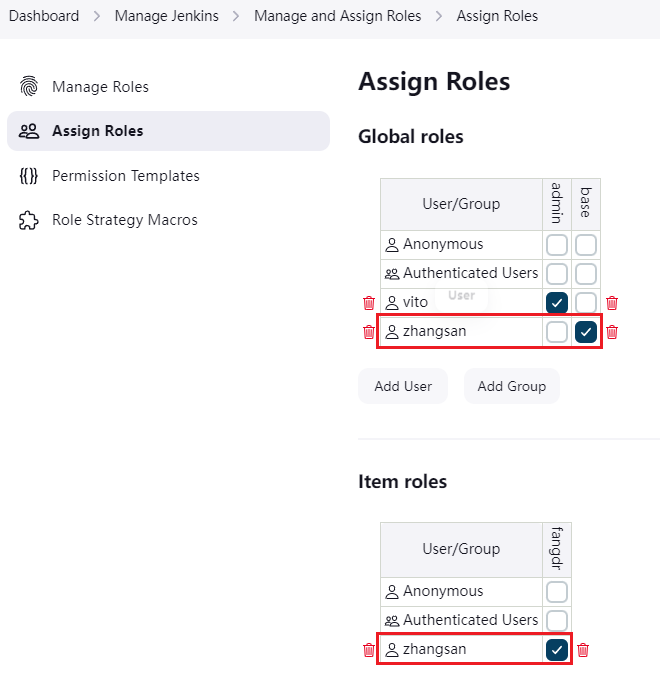 Dashboard > Manage Jenkins > Manage and Assign Roles > Assign Roles
Manage Roles
Assign Roles
Permission Templates
Role Strategy Macros
Assign Roles
Global roles
User/Group admin base
Anonymous
Authenticated Users
vito
User
zhangsan
Add User Add Group
Item roles
User/Group fangdr
Anonymous
Authenticated Users
zhangsan